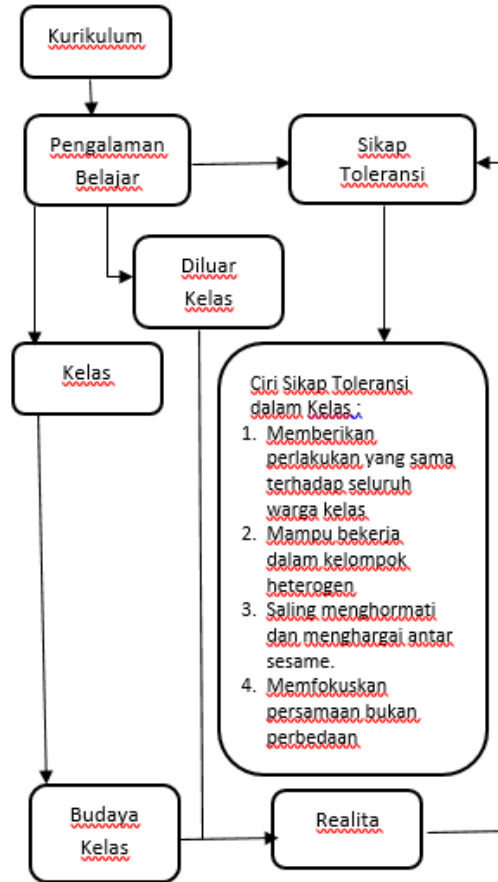 Kurikulum
Pengalaman
Belajar
Sikap
Toleransi
Diluar
Kelas
Kelas
Ciri Sikap Toleransi
dalam Kelas :
1. Memberikan
perlakukan yang sama
terhadap seluruh
warga kelas
2. Mampu bekerja
dalam kelompok
heterogen
3. Saling menghormati
dan menghargai antar
sesame.
4. Memfokuskan
persamaan bukan
perbedaan
Budaya
Kelas
Realita